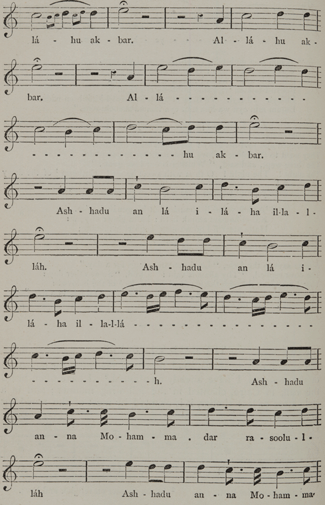 lá - hu ak - bar. Al - lá - hu ak -
bar. Al - lá - - - - - - - -
- - - - - - - - - hu ak - bar.
Ash - hadu an lá i - lá - ha il - la - l -
láh. Ash - hadu an lá i -
lá - ha il - la - l - lá - - - - - - - -
- - - - - - - h. Ash - hadu
an - na Mo - ham - ma - dar ra - soolu - l -
láh Ash - hadu an - na Mo - ham - ma-